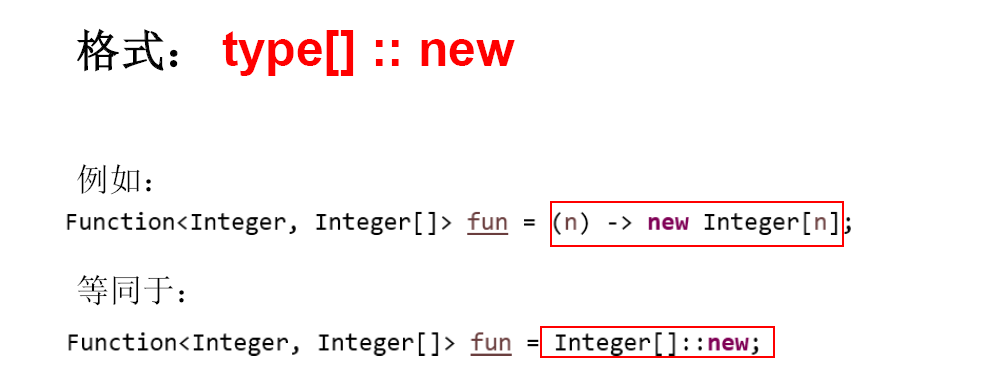 格式： type[] :: new
例如：
Function<Integer, Integer[]> fun = (n) -> new Integer[n];
等同于：
Function<Integer, Integer[]> fun = Integer[]::new;